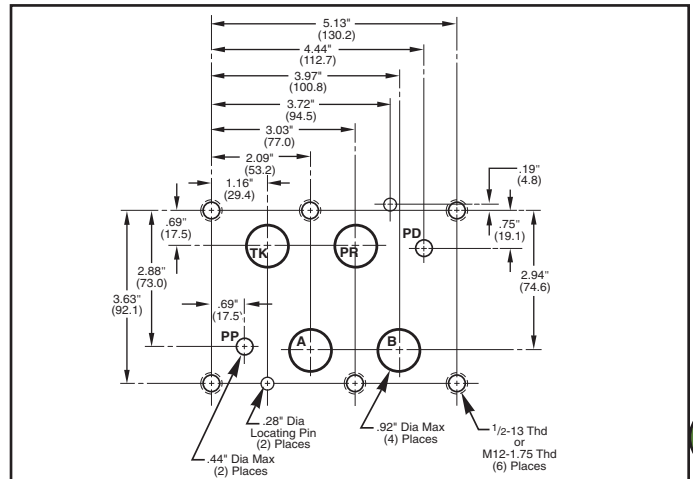 5.13"
(130.2)
4.44"
(112.7)
3.97"
(100.8)
3.72"
(94.5)
3.03"
(77.0)
2.09"
(53.2)
1.16"
(29.4)
.19"
(4.8)
.69"
(17.5)
.75"
(19.1)
PD
TK
PR
2.88"
(73.0)
2.94"
(74.6)
3.63"
(92.1)
.69"
(17.5)
PP
A
B
.28" Dia
Locating Pin
(2) Places
.92" Dia Max
(4) Places
.44" Dia Max
(2) Places
1/2-13 Thd
or
M12-1.75 Thd
(6) Places